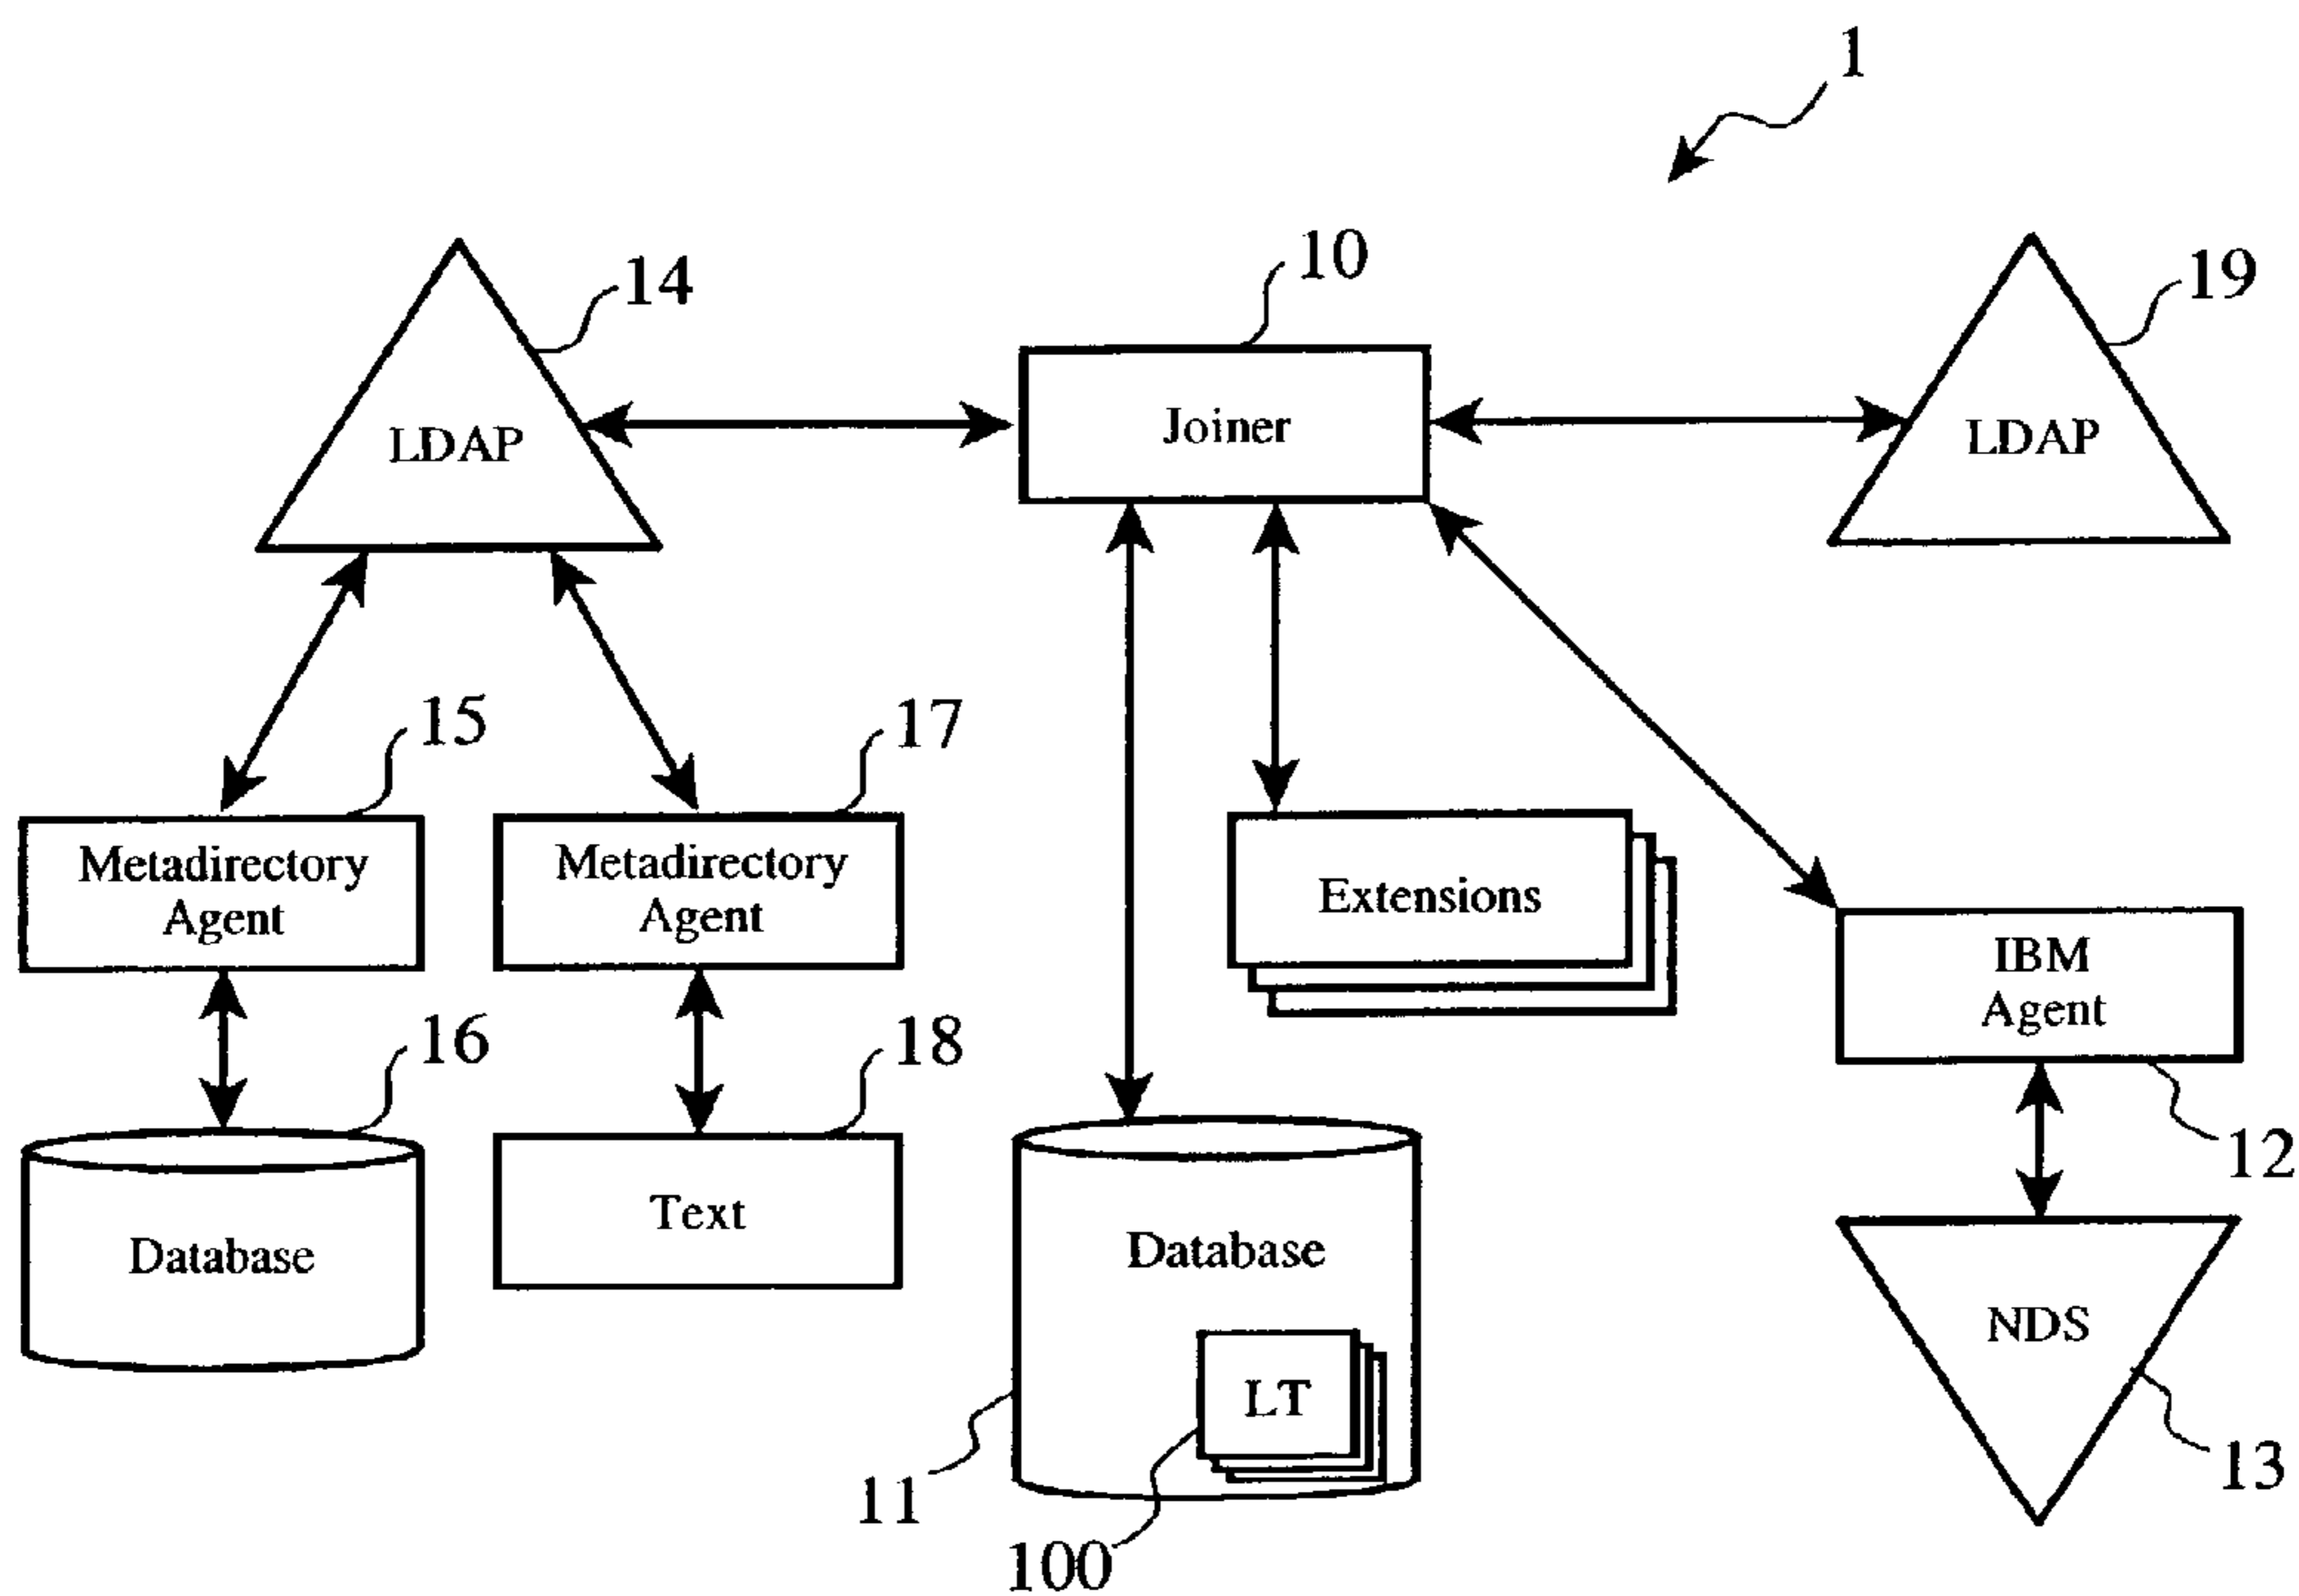 1
10
14
19
Joiner
LDAP
LDAP
15
17
Metadirectory
Agent
Metadirectory
Agent
Extensions
IBM
Agent
16
18
12
Database
Text
Database
NDS
LT
11
13
100